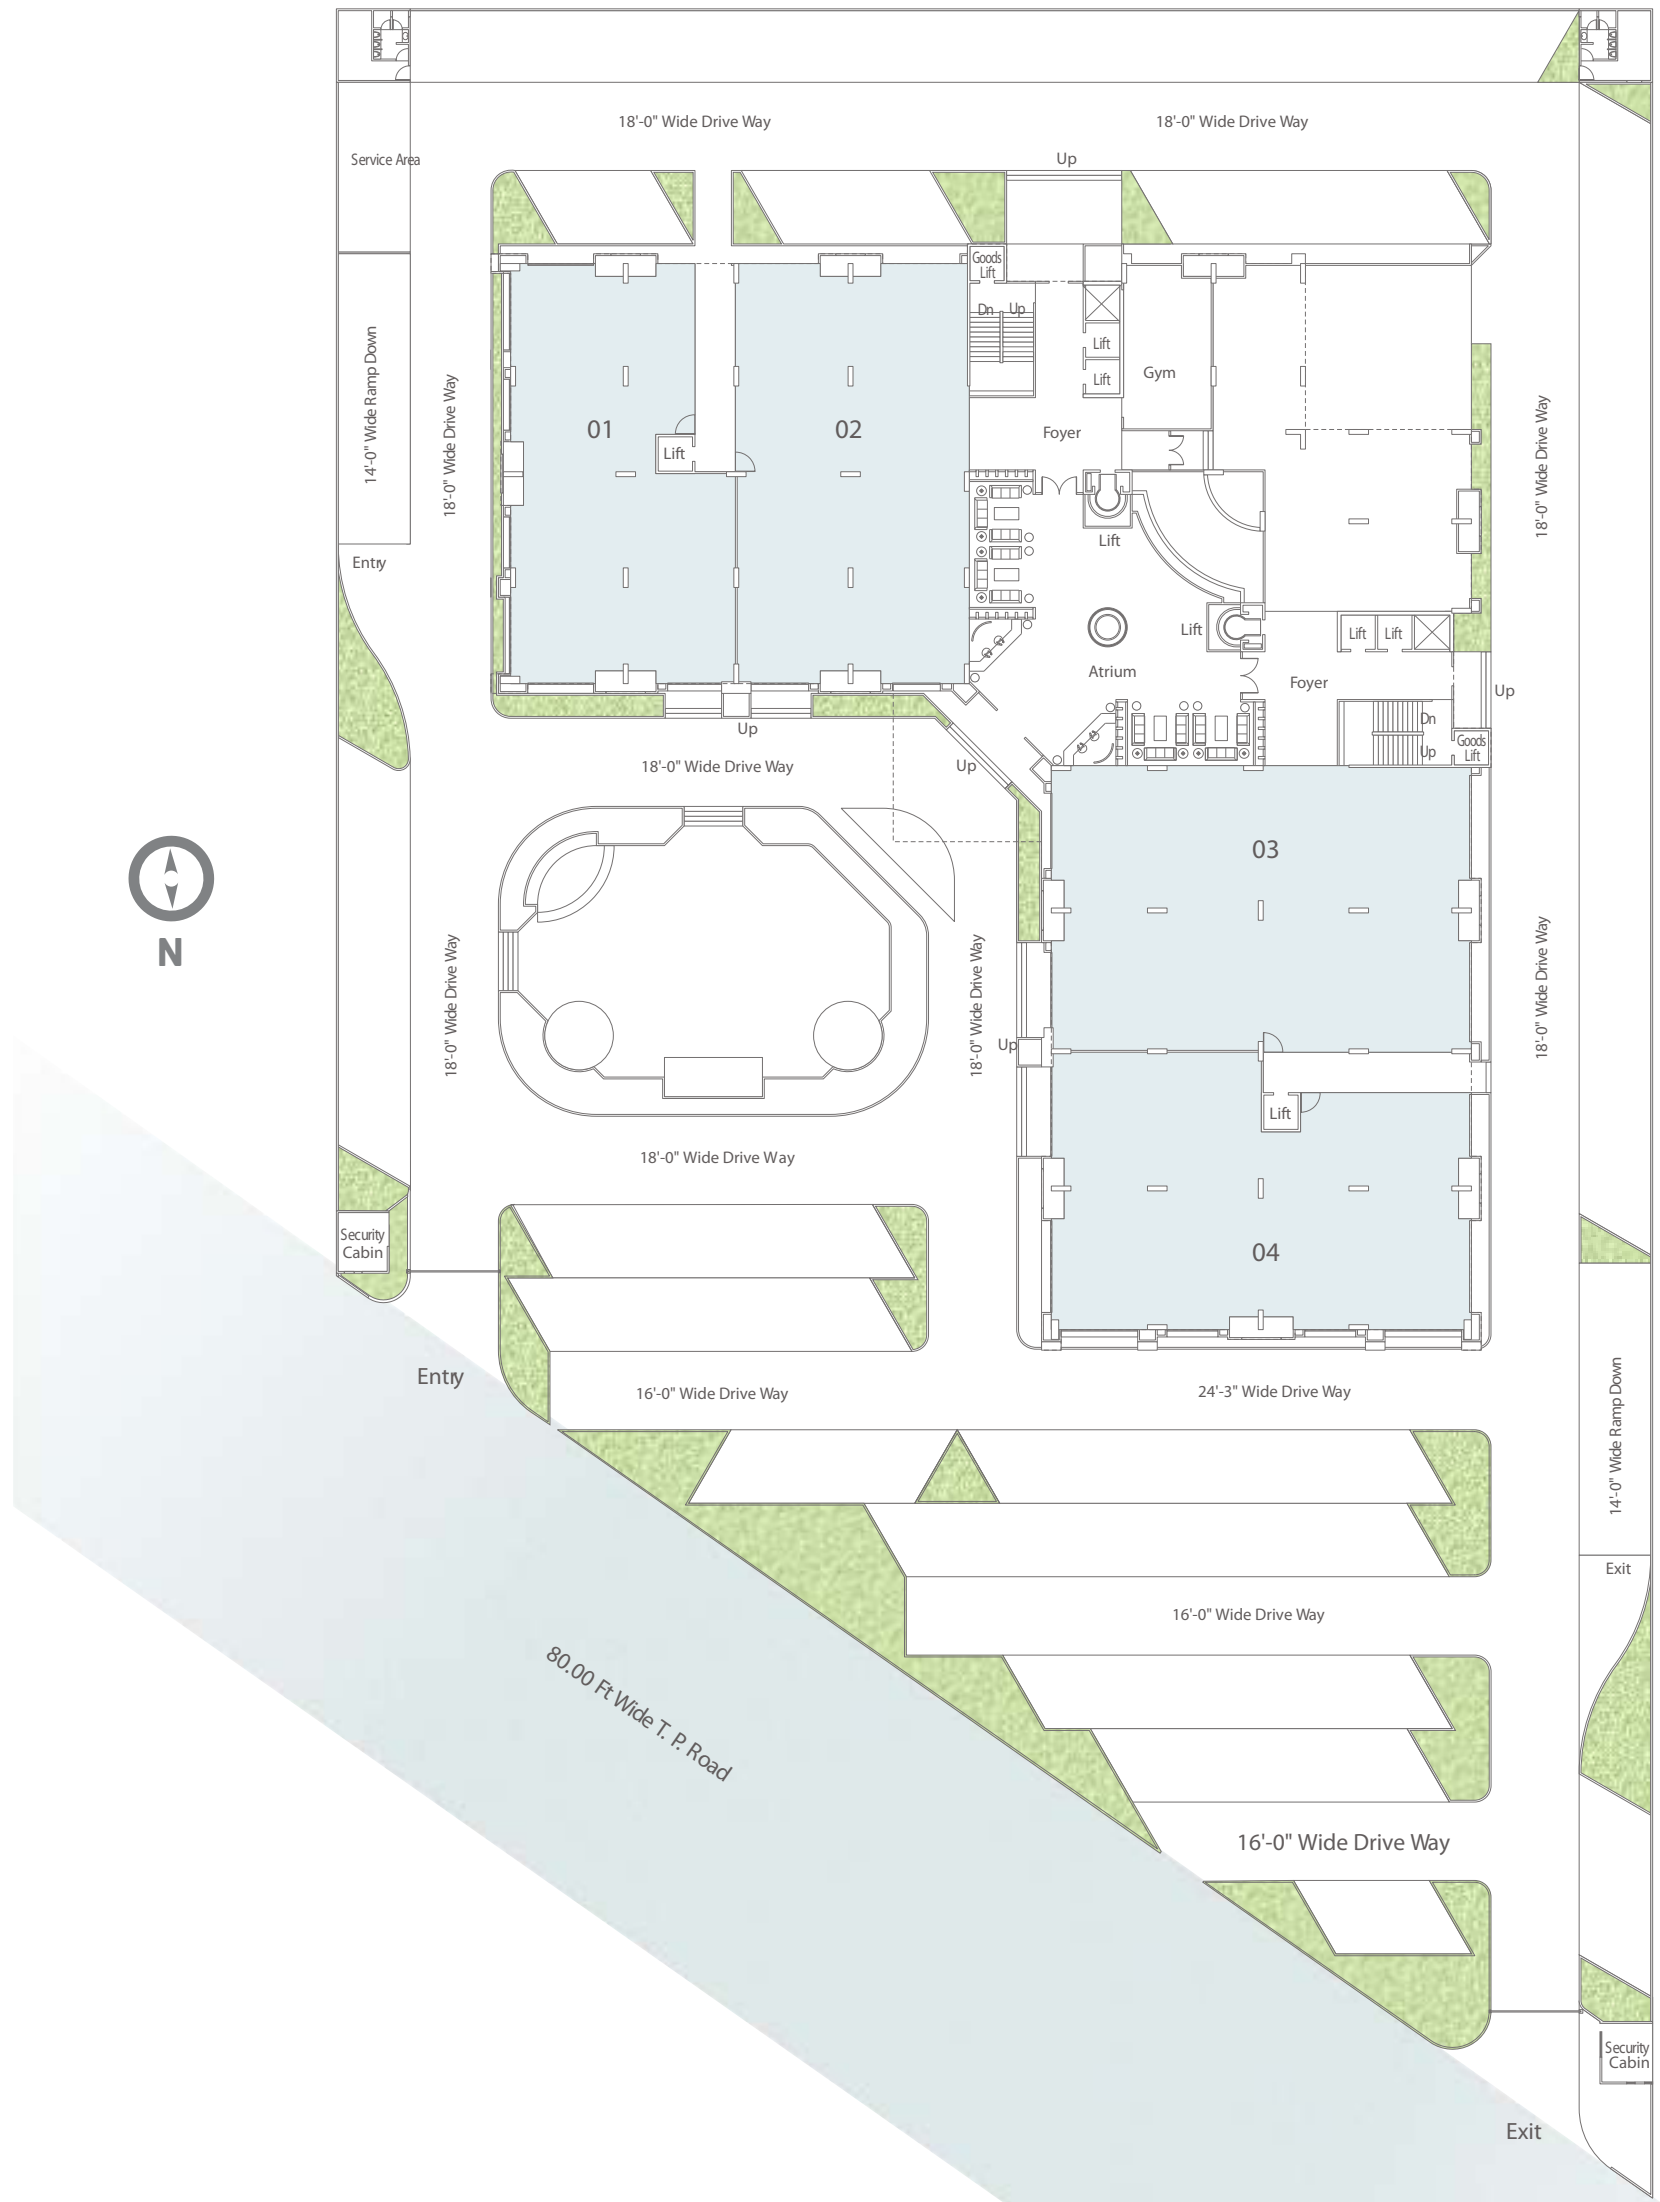 18'-0" Wide Drive Way
18'-0" Wide Drive Way
Up
Service Area
Goods
Lift
Dn
Up
Lift
Lift
Gym
14'-0" Wide Ramp Down
18'-0" Wide Drive Way
01
02
Lift
Foyer
18'-0" Wide Drive Way
Lift
Entry
Lift
Lift
Lift
Atrium
Foyer
Up
Up
Dn
Up
Goods
Lift
18'-0" Wide Drive Way
Up
03
N
18'-0" Wide Drive Way
18'-0" Wide Drive Way
Up
18'-0" Wide Drive Way
Lift
18'-0" Wide Drive Way
Security
Cabin
04
Entry
16'-0" Wide Drive Way
24'-3" Wide Drive Way
14'-0" Wide Ramp Down
Exit
16'-0" Wide Drive Way
80.00 Ft Wide T. P. Road
16'-0" Wide Drive Way
Security
Cabin
Exit